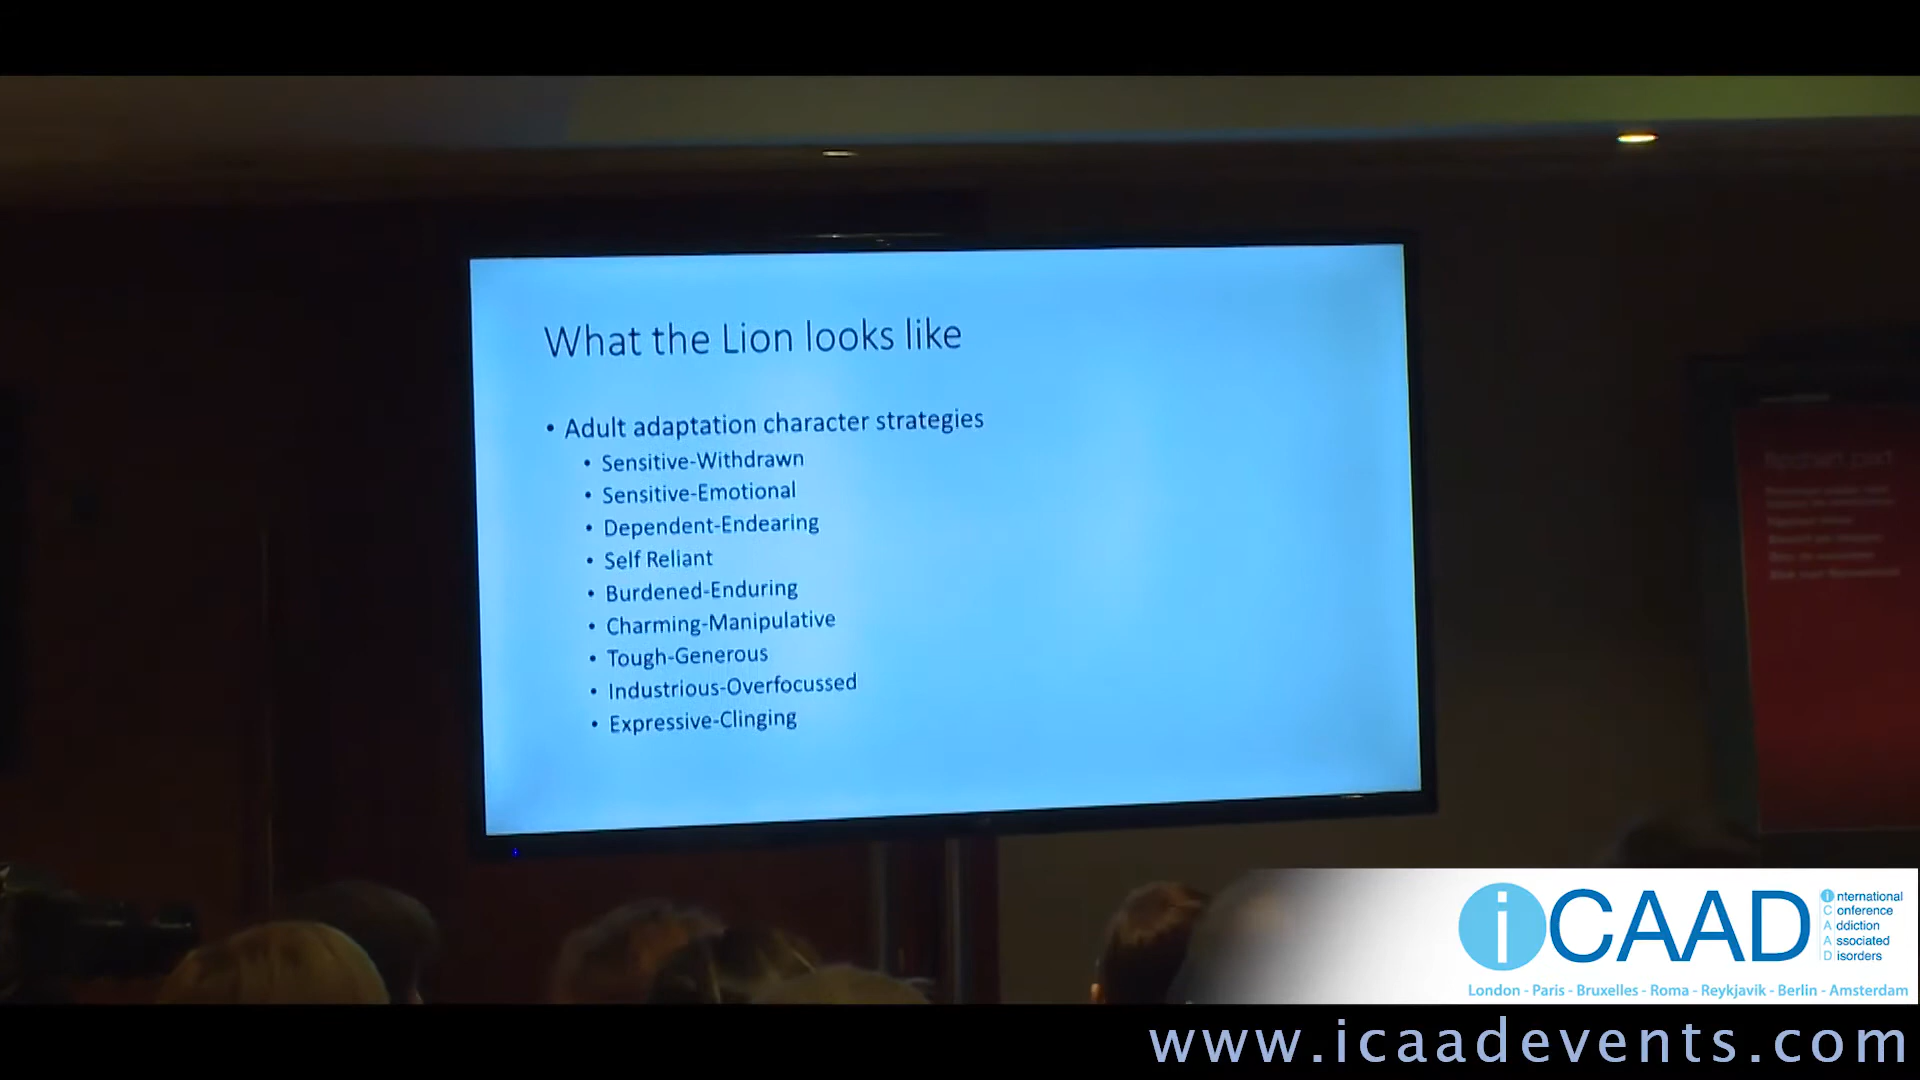 What the Lion looks like
• Adult adaptation character strategies
• Sensitive-Withdrawn
• Sensitive-Emotional
• Dependent-Endearing
• Self Reliant
• Burdened-Enduring
• Charming-Manipulative
• Tough-Generous
• Industrious-Overfocussed
• Expressive-Clinging
iCAAD
international
Conference
Addiction
Associated
Disorders
London - Paris - Bruxelles - Roma - Reykjavik - Berlin - Amsterdam
www.icaadevents.com